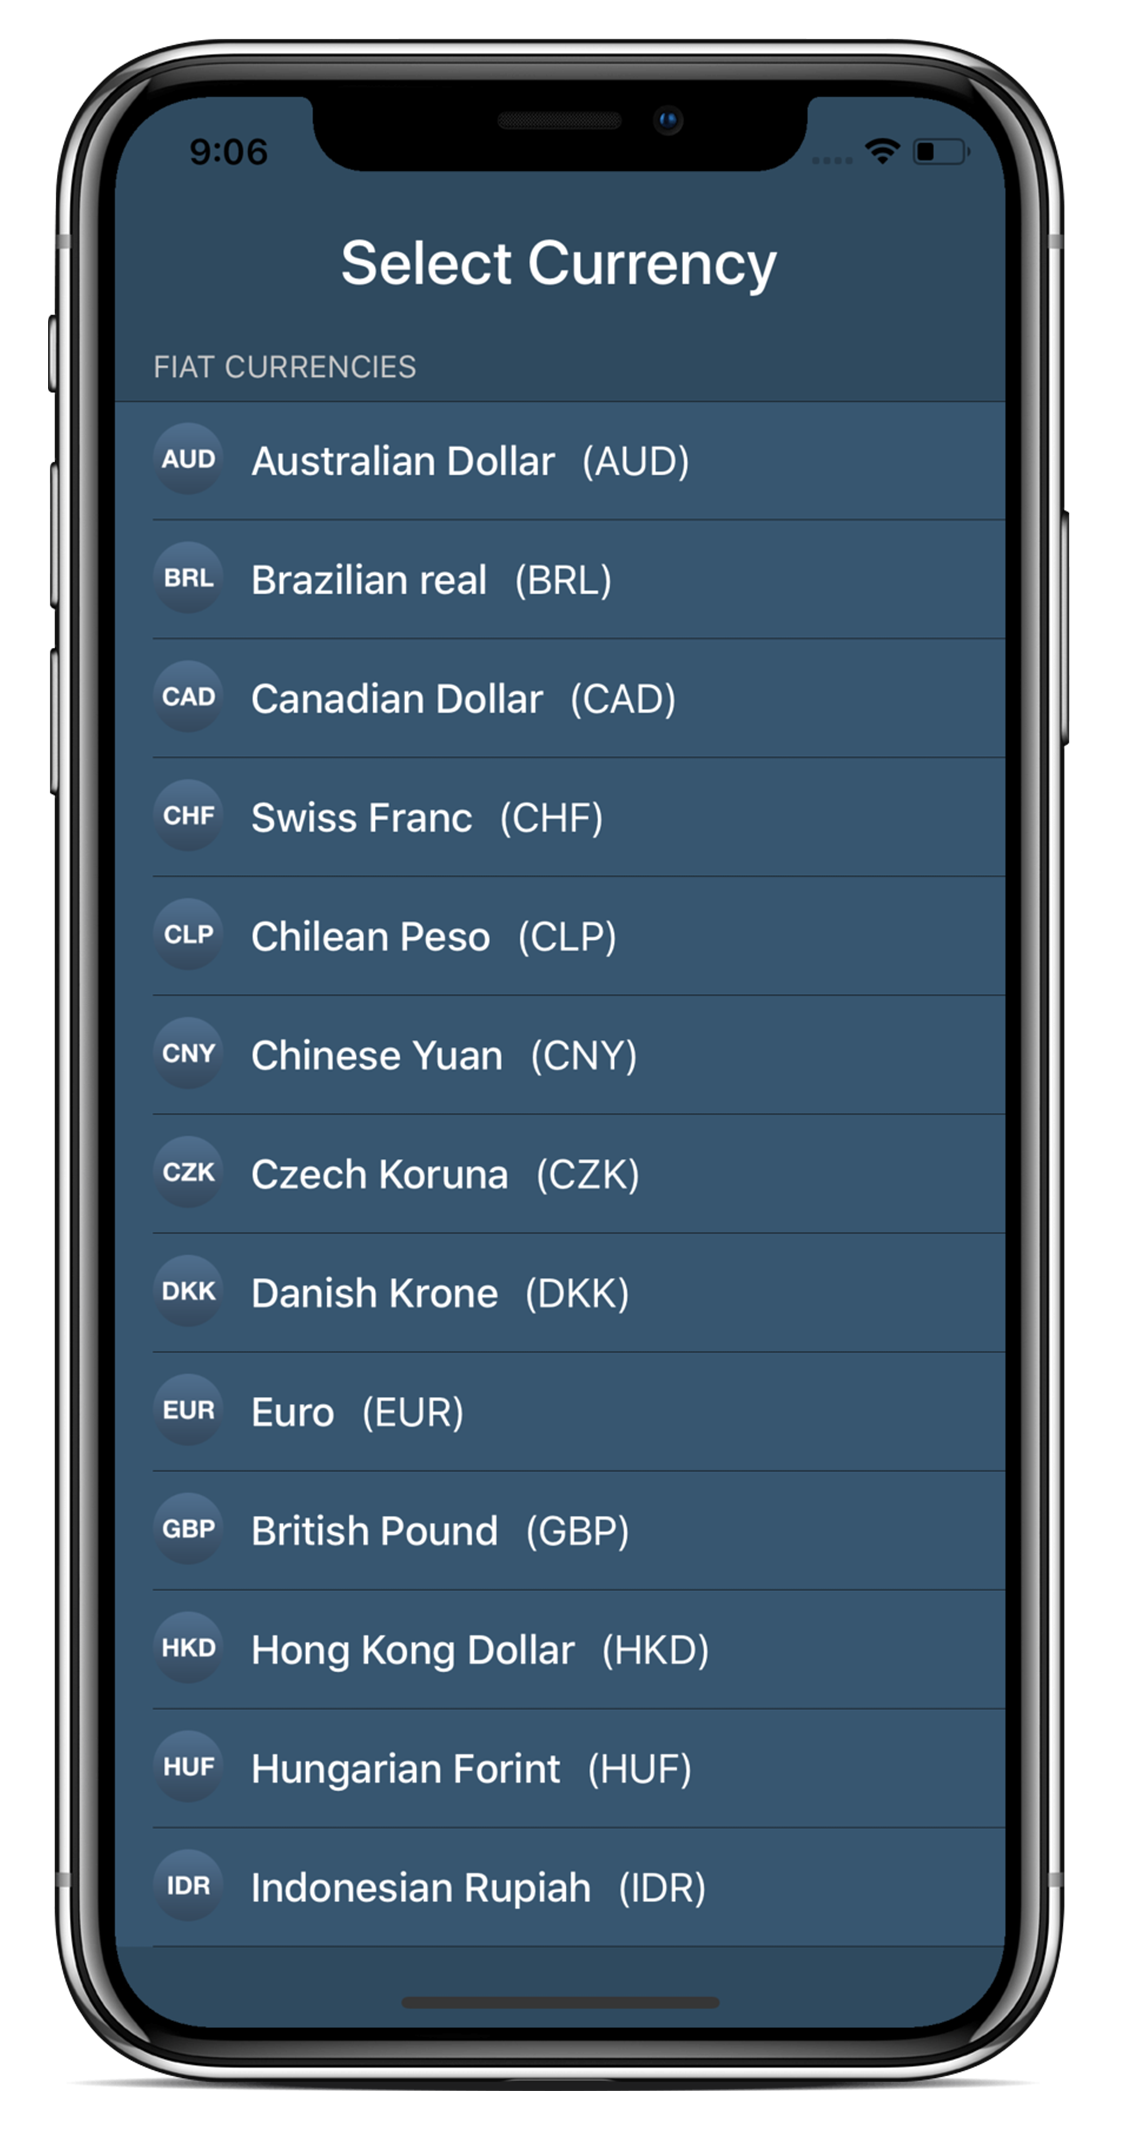 9:06
Select Currency
FIAT CURRENCIES
AUD Australian Dollar (AUD)
BRL Brazilian real (BRL)
CAD Canadian Dollar (CAD)
CHF Swiss Franc (CHF)
CLP Chilean Peso (CLP)
CNY Chinese Yuan (CNY)
CZK Czech Koruna (CZK)
DKK Danish Krone (DKK)
EUR Euro (EUR)
GBP British Pound (GBP)
HKD Hong Kong Dollar (HKD)
HUF Hungarian Forint (HUF)
IDR Indonesian Rupiah (IDR)